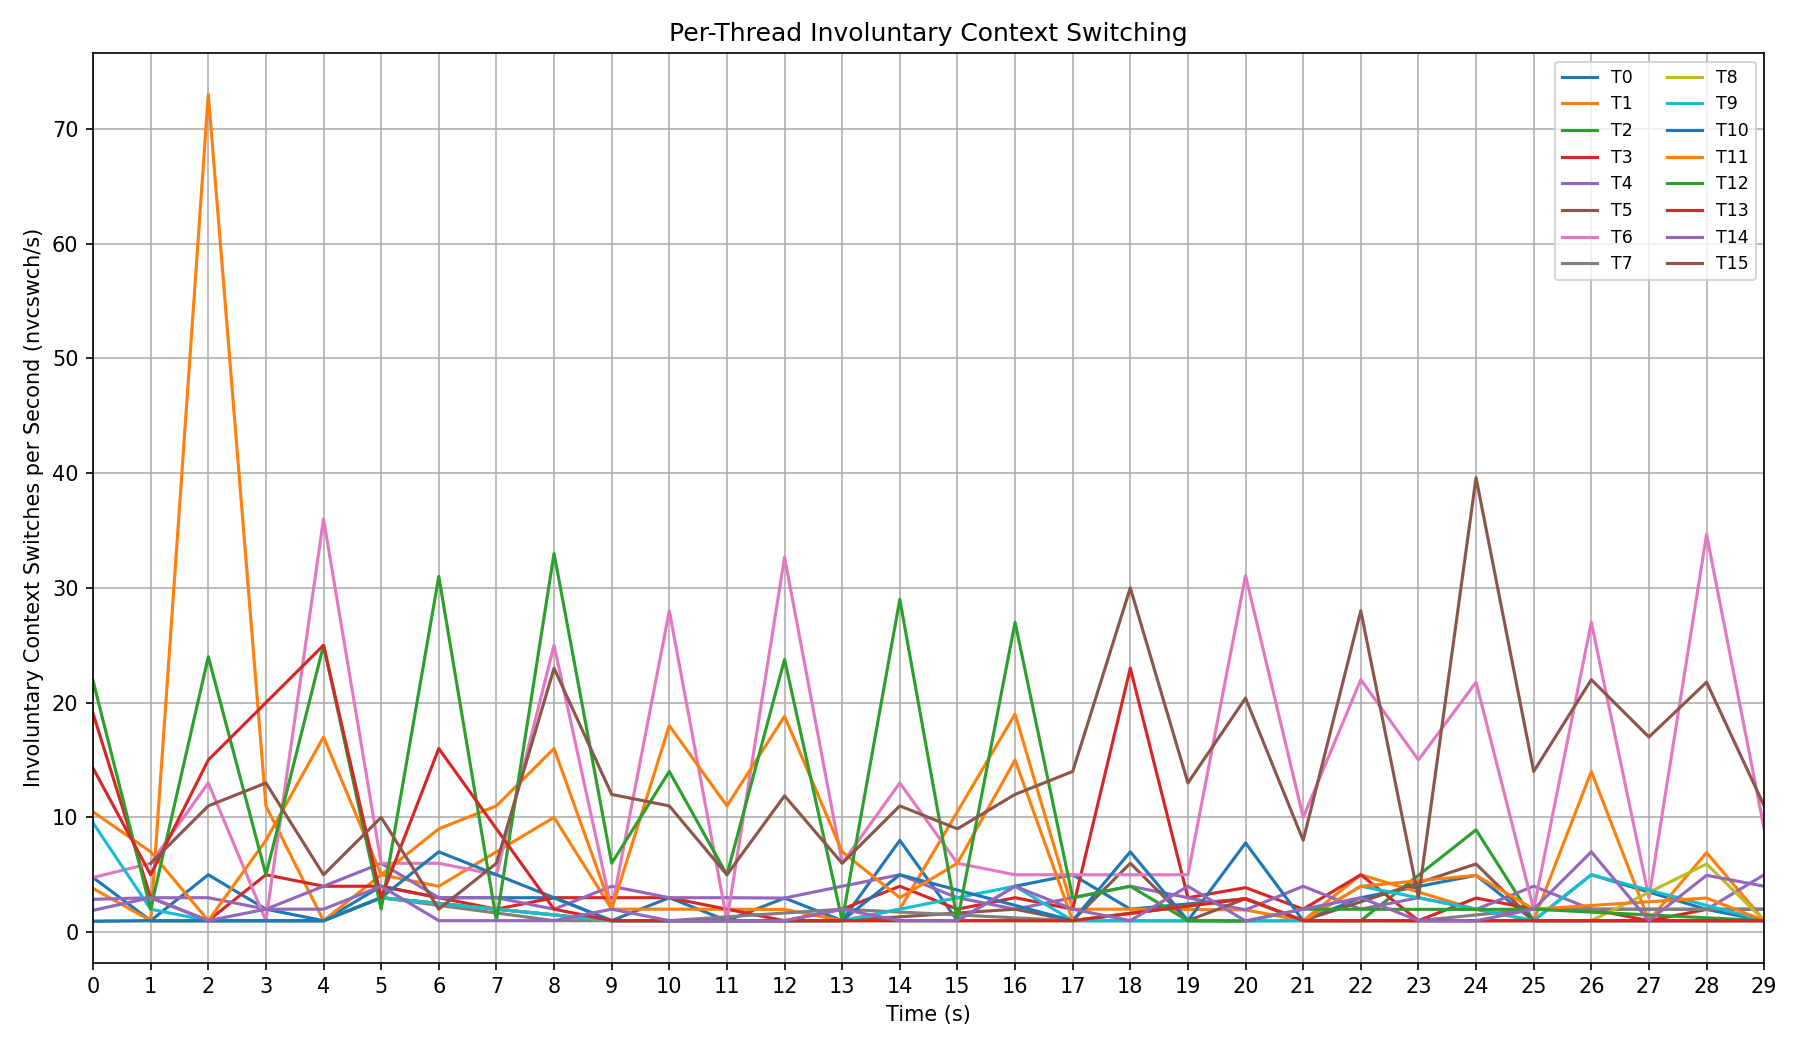 Per-Thread Involuntary Context Switching
Involuntary Context Switches per Second (nvcswch/s)
70
60
50
40
30
20
10
0
T0 T8
T1 T9
T2 T10
T3 T11
T4 T12
T5 T13
T6 T14
T7 T15
0 1 2 3 4 5 6 7 8 9 10 11 12 13 14 15 16 17 18 19 20 21 22 23 24 25 26 27 28 29
Time (s)